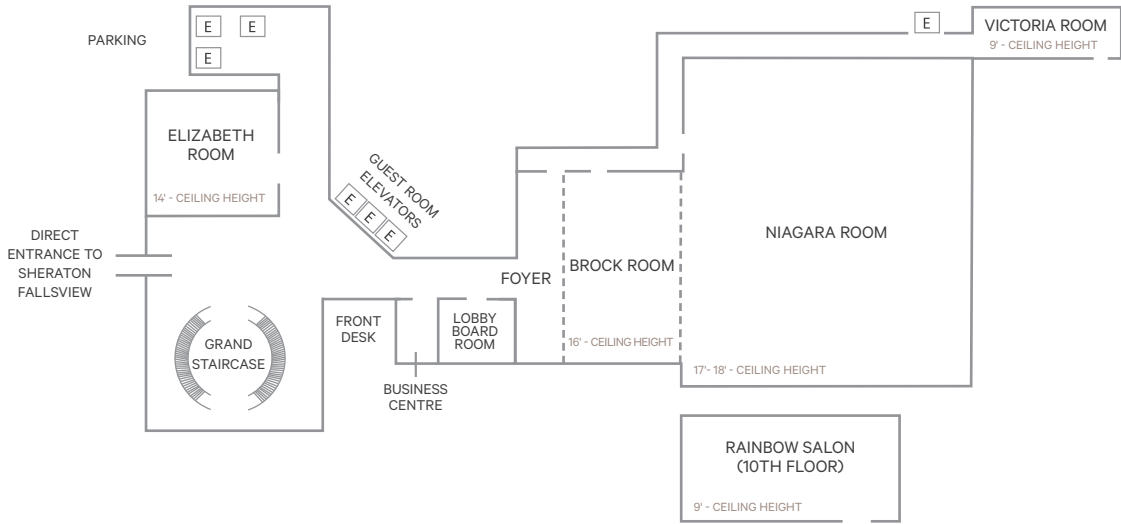 E
E
E
VICTORIA ROOM
9' - CEILING HEIGHT
PARKING
E
ELIZABETH
ROOM
14' - CEILING HEIGHT
GUEST ROOM
ELEVATORS
E
E
E
DIRECT
ENTRANCE TO
SHERATON
FALLSVIEW
FOYER
BROCK ROOM
16' - CEILING HEIGHT
NIAGARA ROOM
17'- 18' - CEILING HEIGHT
GRAND
STAIRCASE
FRONT
DESK
LOBBY
BOARD
ROOM
BUSINESS
CENTRE
RAINBOW SALON
(10TH FLOOR)
9' - CEILING HEIGHT